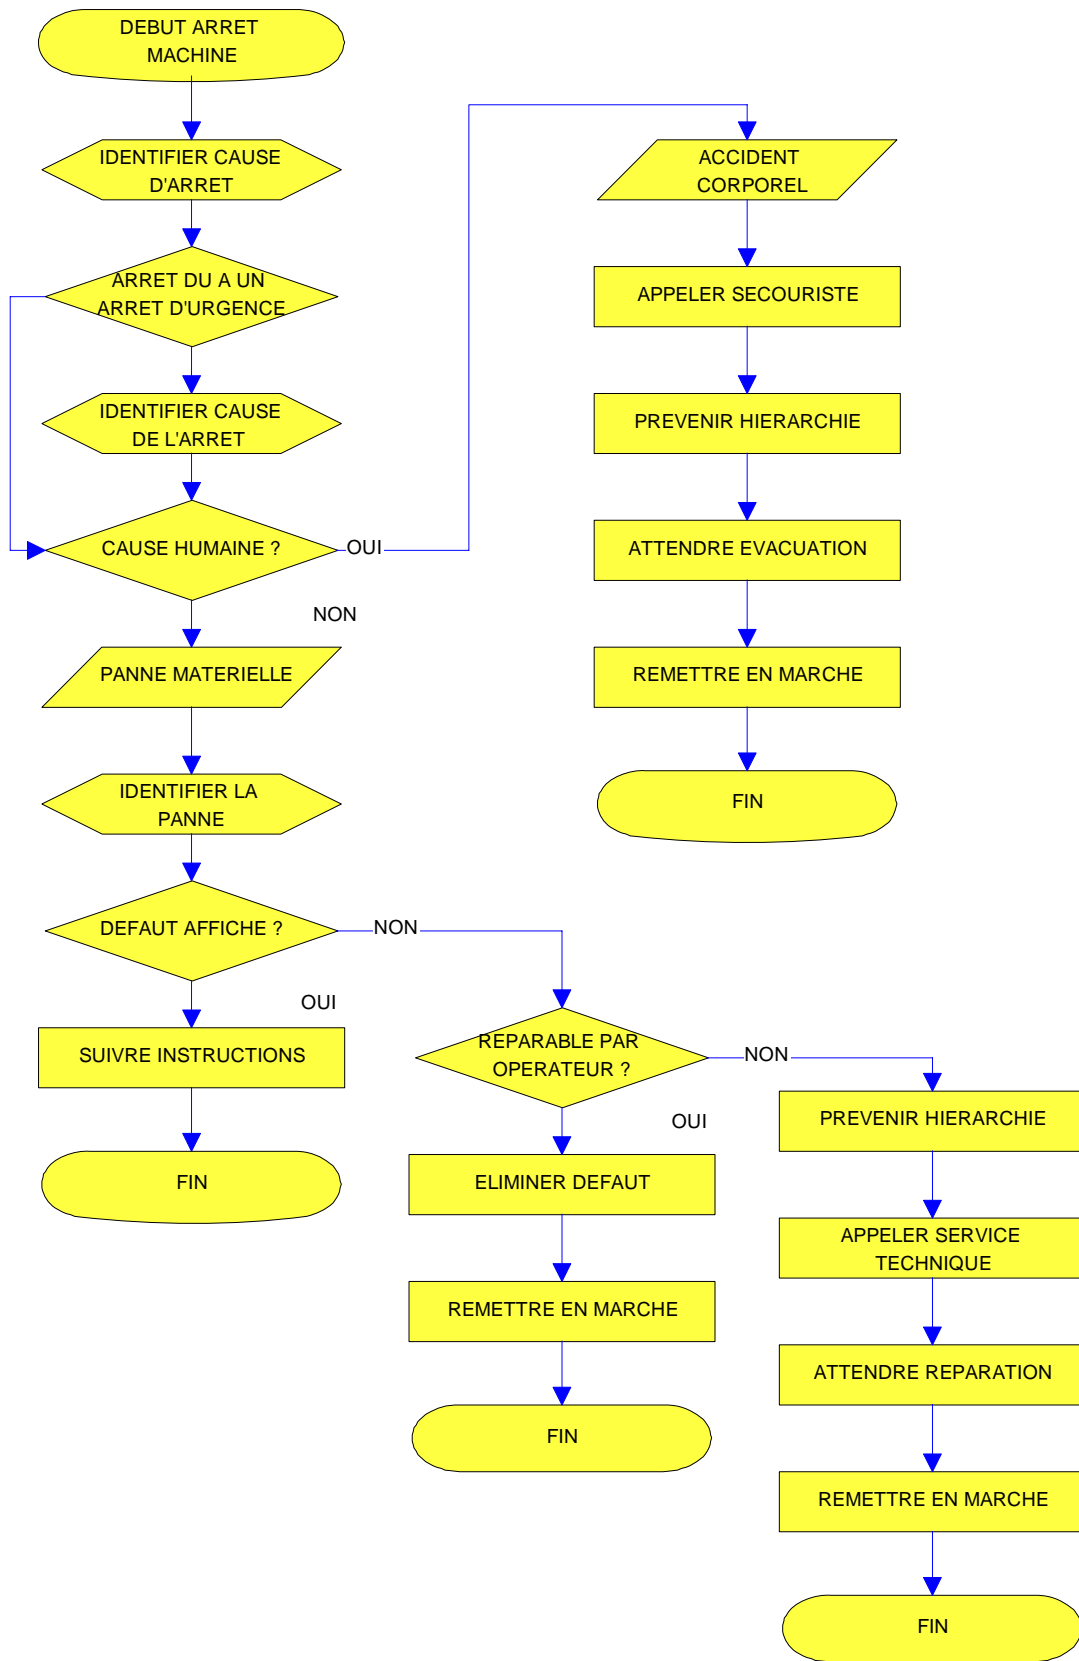 DEBUT ARRET
MACHINE
IDENTIFIER CAUSE
D'ARRET
ARRET DU A UN
ARRET D'URGENCE
IDENTIFIER CAUSE
DE L'ARRET
CAUSE HUMAINE ?
OUI
NON
PANNE MATERIELLE
IDENTIFIER LA
PANNE
DEFAUT AFFICHE ?
NON
OUI
SUIVRE INSTRUCTIONS
FIN
ACCIDENT
CORPOREL
APPELER SECOURISTE
PREVENIR HIERARCHIE
ATTENDRE EVACUATION
REMETTRE EN MARCHE
FIN
REPARABLE PAR
OPERATEUR ?
NON
OUI
ELIMINER DEFAUT
REMETTRE EN MARCHE
FIN
PREVENIR HIERARCHIE
APPELER SERVICE
TECHNIQUE
ATTENDRE REPARATION
REMETTRE EN MARCHE
FIN